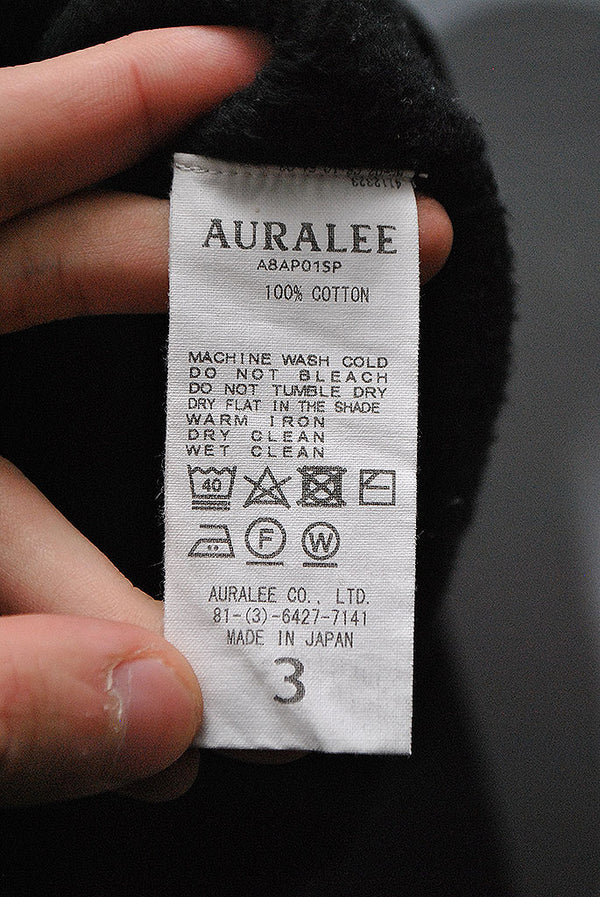 AURALEE
A8AP01SP
100% COTTON
MACHINE WASH COLD
DO NOT BLEACH
DO NOT TUMBLE DRY
DRY FLAT IN THE SHADE
WARM IRON
DRY CLEAN
WET CLEAN
40
F W
AURALEE CO., LTD.
81-(3)-6427-7141
MADE IN JAPAN
3